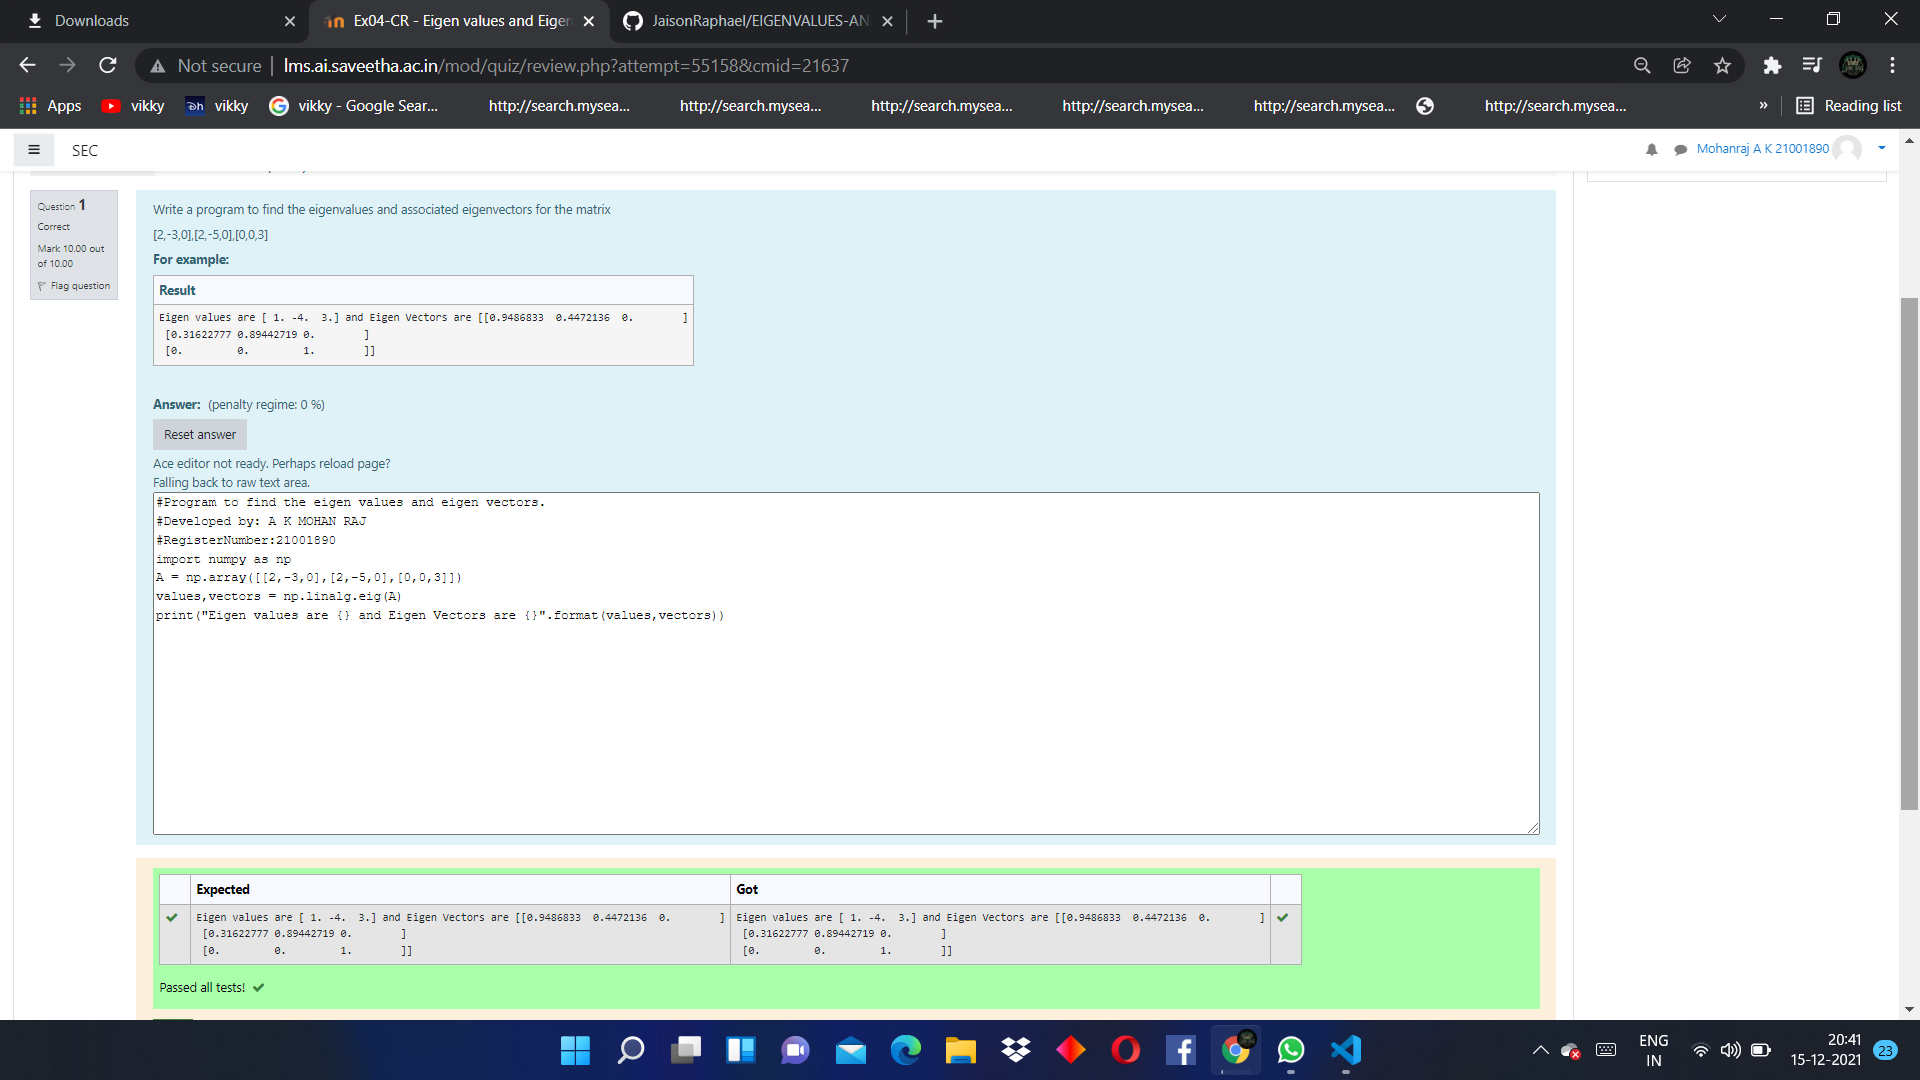 Downloads
Ex04-CR - Eigen values and Eigen
JaisonRaphael/EIGENVALUES-AN
Not secure | lms.ai.saveetha.ac.in/mod/quiz/review.php?attempt=55158&cmid=21637
Apps vikky vikky vikky - Google Sear... http://search.mysea... http://search.mysea... http://search.mysea... http://search.mysea... http://search.mysea... http://search.mysea... » Reading list
SEC
Mohanraj A K 21001890
Question 1
Correct
Mark 10.00 out
of 10.00
Flag question
Write a program to find the eigenvalues and associated eigenvectors for the matrix
[2,-3,0],[2,-5,0],[0,0,3]
For example:
Result
Eigen values are [ 1. -4.  3.] and Eigen Vectors are [[0.9486833  0.4472136  0.        ]
[0.31622777 0.89442719 0.        ]
[0.         0.         1.        ]]
Answer: (penalty regime: 0 %)
Reset answer
Ace editor not ready. Perhaps reload page?
Falling back to raw text area.
#Program to find the eigen values and eigen vectors.
#Developed by: A K MOHAN RAJ
#RegisterNumber:21001890
import numpy as np
A = np.array([[2,-3,0],[2,-5,0],[0,0,3]])
values,vectors = np.linalg.eig(A)
print("Eigen values are {} and Eigen Vectors are {}".format(values,vectors))
Expected Got
Eigen values are [ 1. -4.  3.] and Eigen Vectors are [[0.9486833  0.4472136  0.        ] Eigen values are [ 1. -4.  3.] and Eigen Vectors are [[0.9486833  0.4472136  0.        ]
[0.31622777 0.89442719 0.        ] [0.31622777 0.89442719 0.        ]
[0.         0.         1.        ]] [0.         0.         1.        ]]
Passed all tests!
ENG
IN
20:41
15-12-2021
23